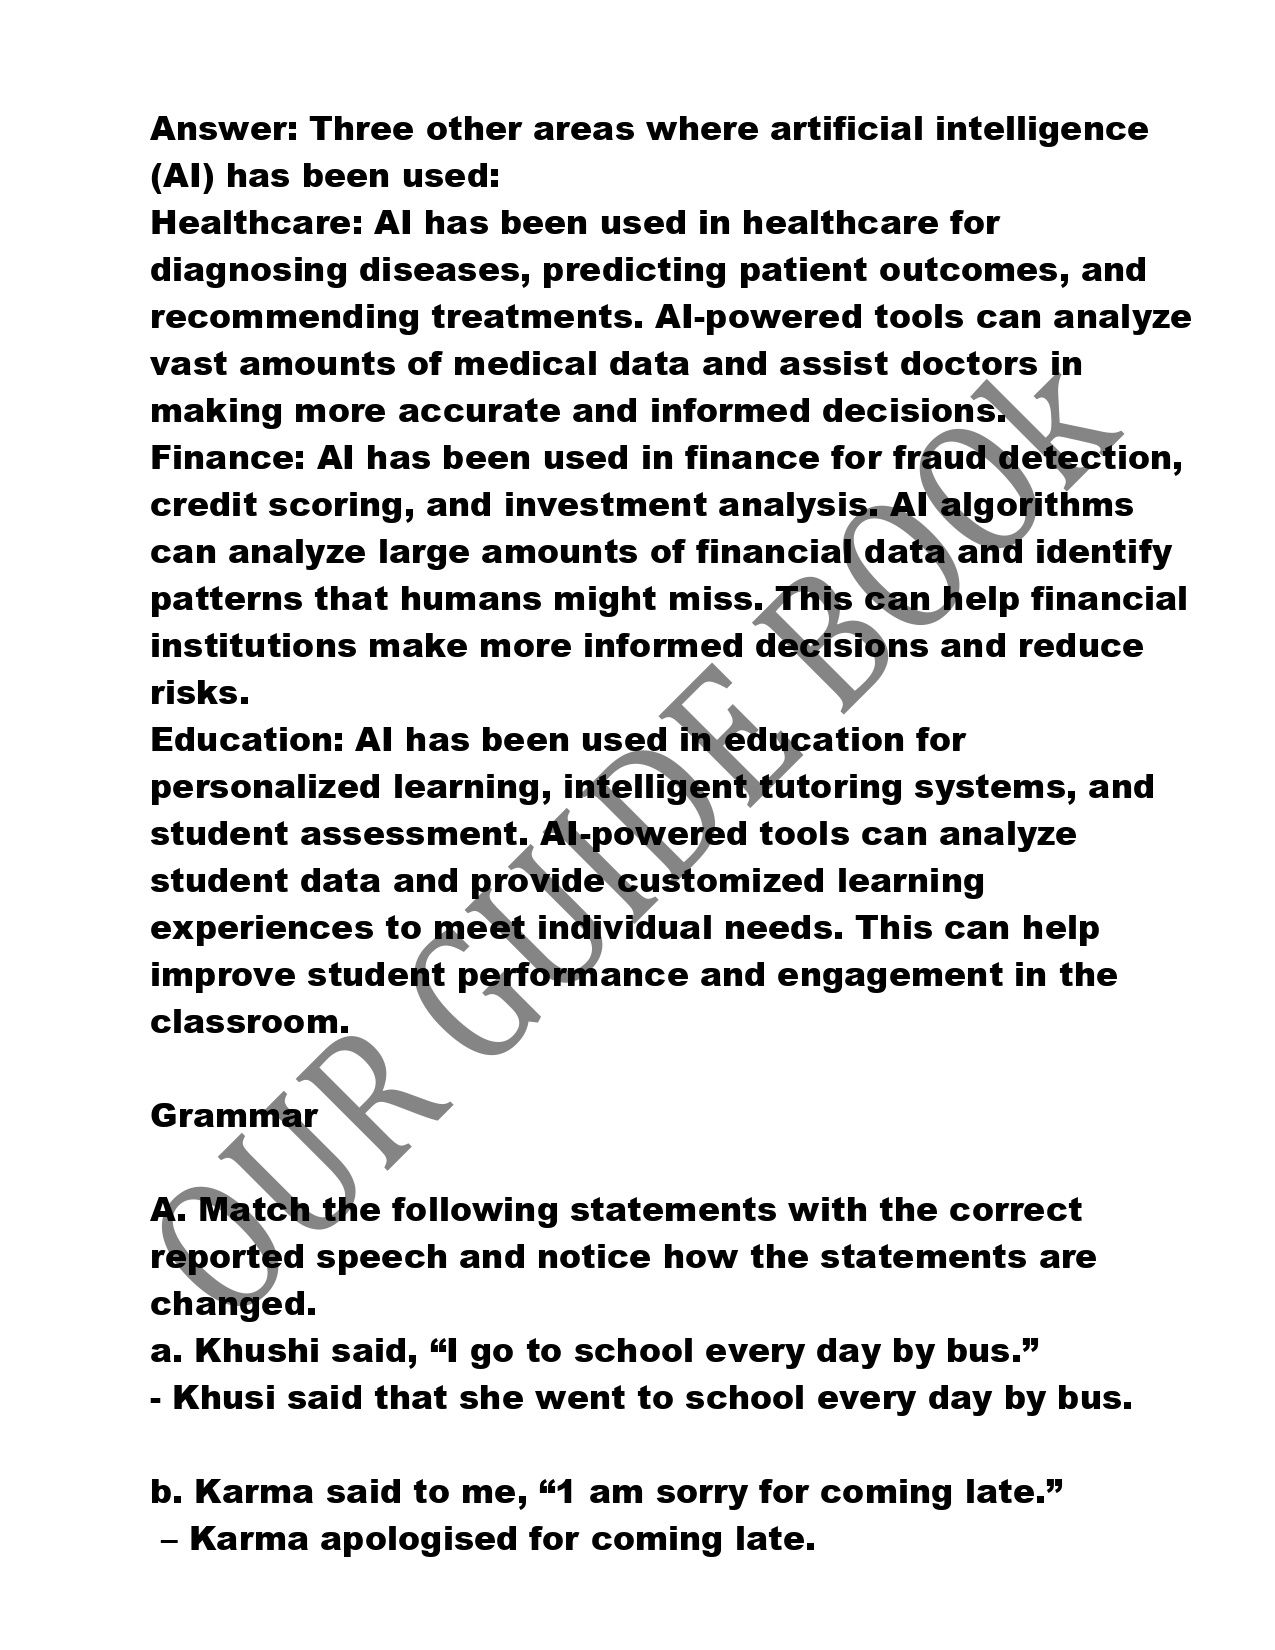 Answer: Three other areas where artificial intelligence
(AI) has been used:
Healthcare: AI has been used in healthcare for
diagnosing diseases, predicting patient outcomes, and
recommending treatments. AI-powered tools can analyze
vast amounts of medical data and assist doctors in
making more accurate and informed decisions.
Finance: AI has been used in finance for fraud detection,
credit scoring, and investment analysis. AI algorithms
can analyze large amounts of financial data and identify
patterns that humans might miss. This can help financial
institutions make more informed decisions and reduce
risks.
Education: AI has been used in education for
personalized learning, intelligent tutoring systems, and
student assessment. AI-powered tools can analyze
student data and provide customized learning
experiences to meet individual needs. This can help
improve student performance and engagement in the
classroom.
Grammar
A. Match the following statements with the correct
reported speech and notice how the statements are
changed.
a. Khushi said, “I go to school every day by bus.”
- Khusi said that she went to school every day by bus.
b. Karma said to me, “1 am sorry for coming late.”
– Karma apologised for coming late.
OUR GUIDE BOOk